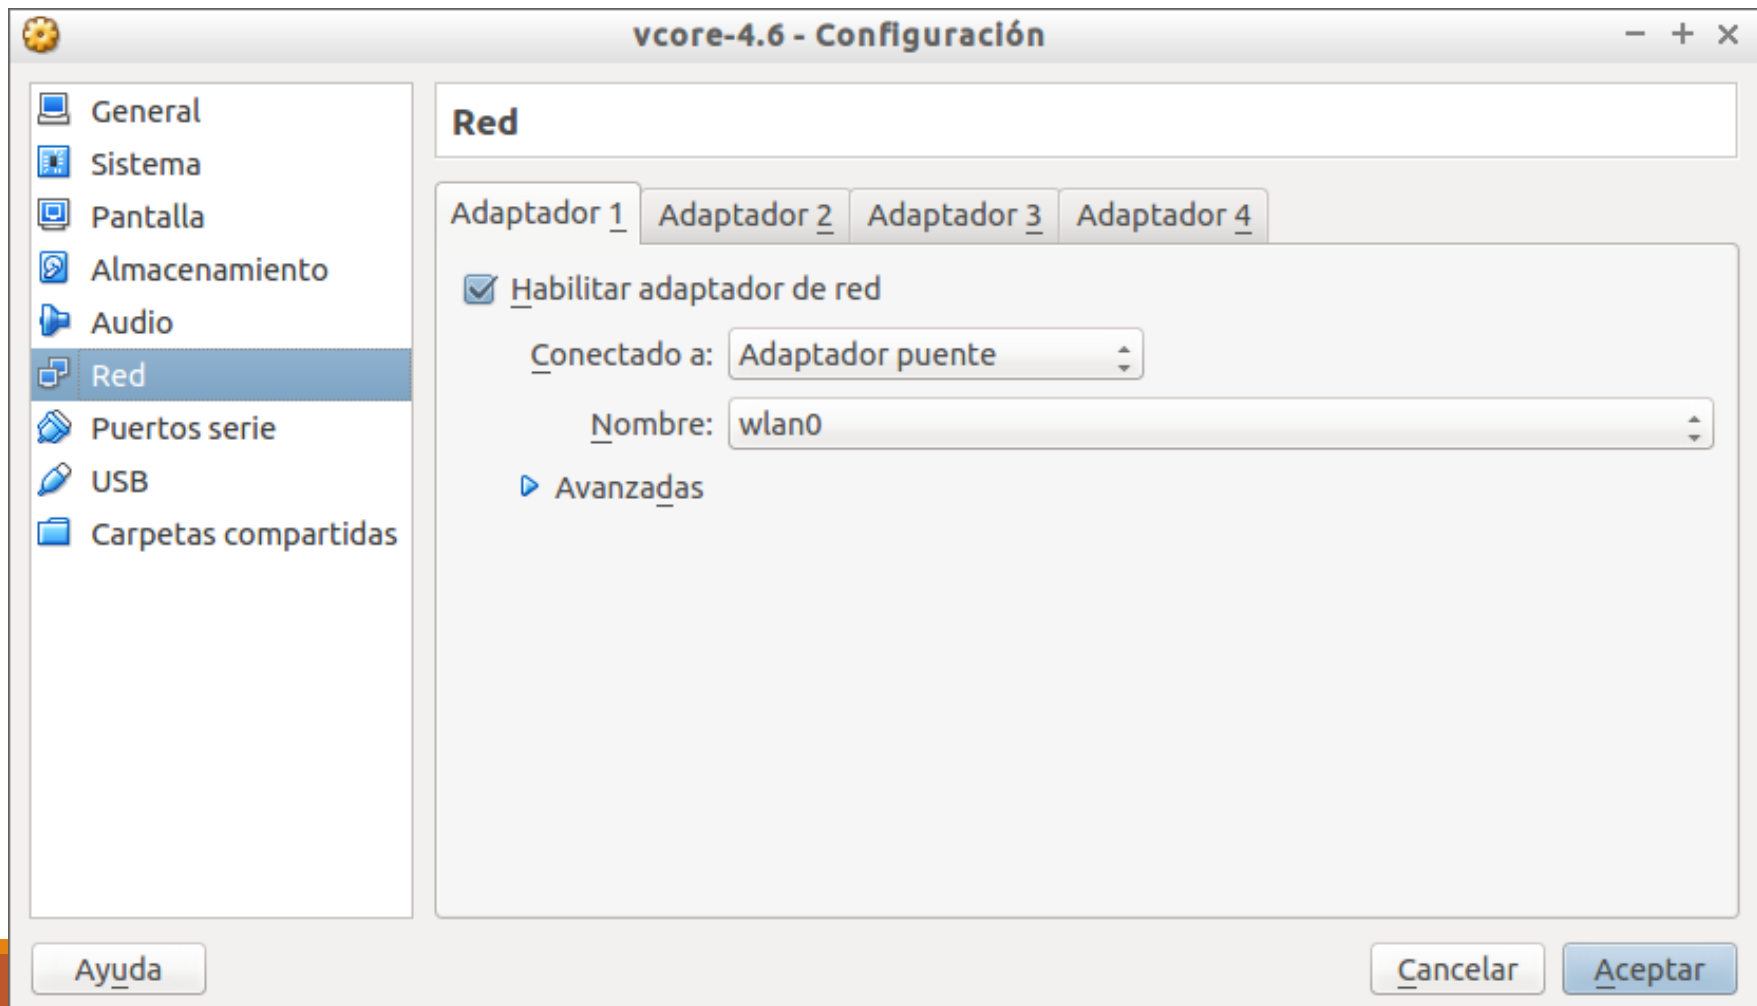 vcore-4.6 - Configuración
General
Sistema
Pantalla
Almacenamiento
Audio
Red
Puertos serie
USB
Carpetas compartidas
Red
Adaptador 1 Adaptador 2 Adaptador 3 Adaptador 4
Habilitar adaptador de red
Conectado a: Adaptador puente
Nombre: wlan0
Avanzadas
Ayuda Cancelar Aceptar